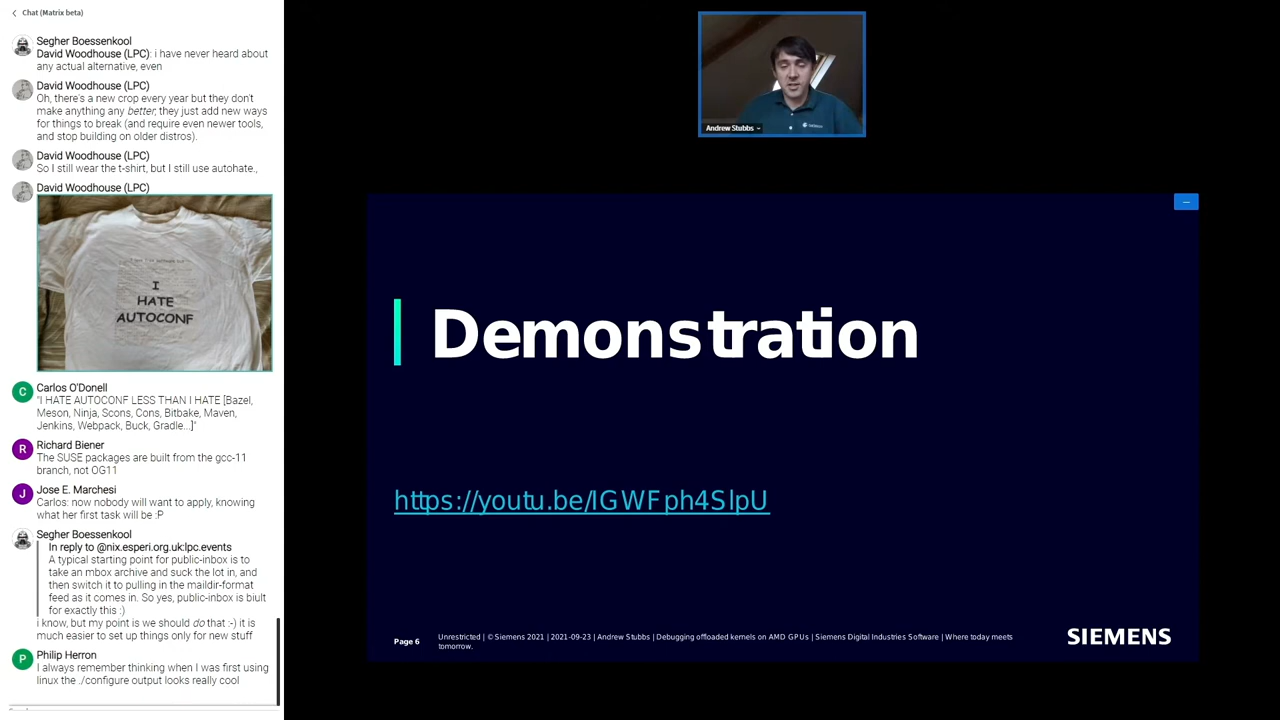 Chat (Matrix beta)
Segher Boessenkool
David Woodhouse (LPC): i have never heard about
any actual alternative, even
David Woodhouse (LPC)
Oh, there's a new crop every year but they don't
make anything any better; they just add new ways
for things to break (and require even newer tools,
and stop building on older distros).
David Woodhouse (LPC)
So I still wear the t-shirt, but I still use autohate.,
David Woodhouse (LPC)
I
HATE
AUTOCONF
Carlos O'Donell
"I HATE AUTOCONF LESS THAN I HATE [Bazel,
Meson, Ninja, Scons, Cons, Bitbake, Maven,
Jenkins, Webpack, Buck, Gradle...]"
Richard Biener
The SUSE packages are built from the gcc-11
branch, not OG11
Jose E. Marchesi
Carlos: now nobody will want to apply, knowing
what her first task will be :P
Segher Boessenkool
In reply to @nix.esperi.org.uk:lpc.events
A typical starting point for public-inbox is to
take an mbox archive and suck the lot in, and
then switch it to pulling in the maildir-format
feed as it comes in. So yes, public-inbox is biult
for exactly this :)
i know, but my point is we should do that :-) it is
much easier to set up things only for new stuff
Philip Herron
I always remember thinking when I was first using
linux the ./configure output looks really cool
C
R
J
P
Andrew Stubbs
Demonstration
https://youtu.be/IGWFph4SlpU
Page 6
Unrestricted | © Siemens 2021 | 2021-09-23 | Andrew Stubbs | Debugging offloaded kernels on AMD GPUs | Siemens Digital Industries Software | Where today meets
tomorrow.
SIEMENS